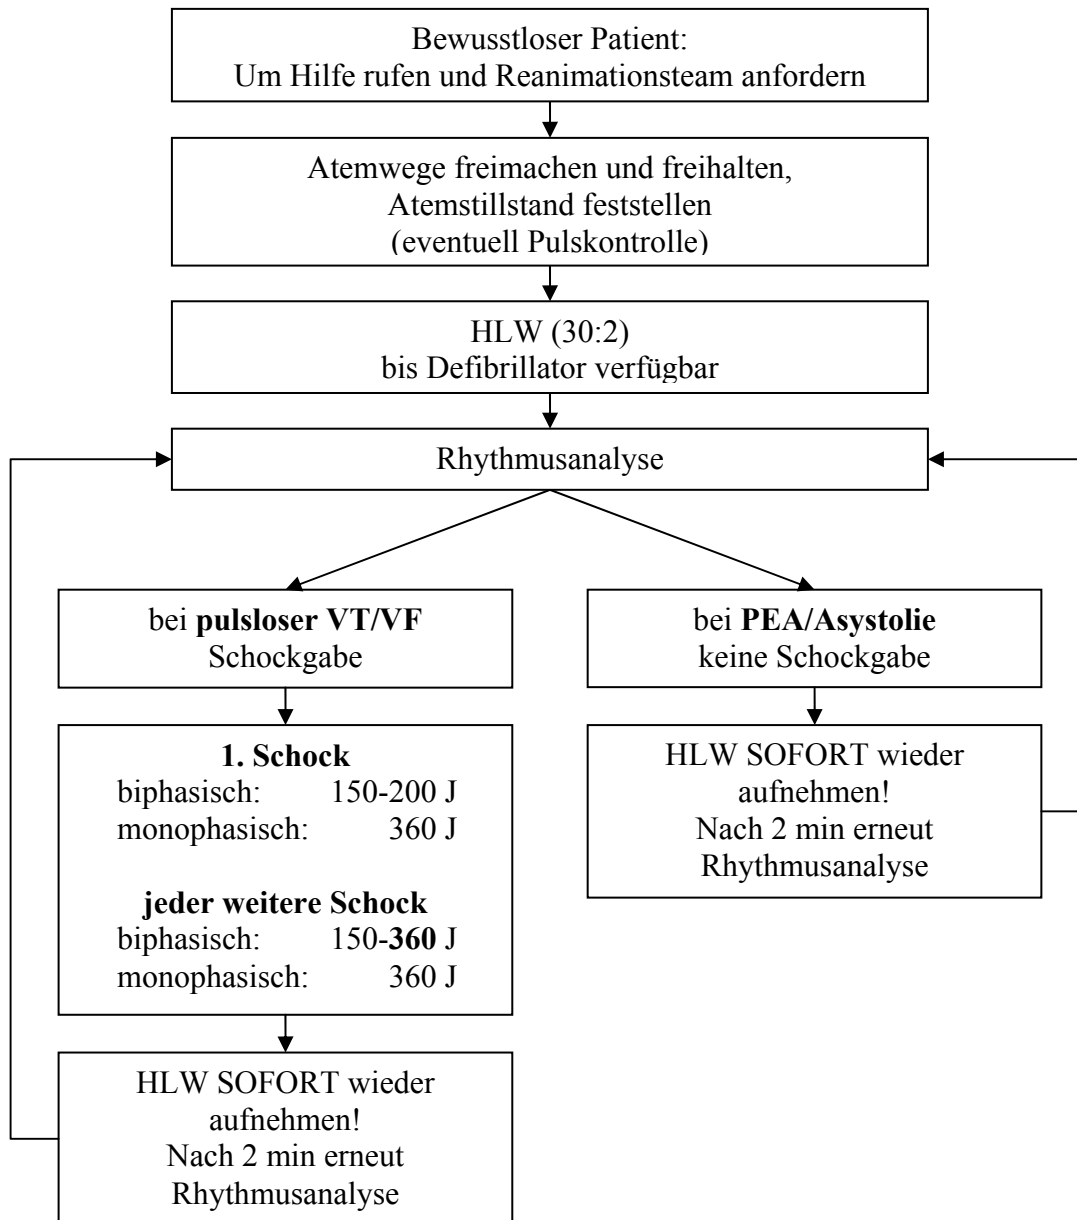 Bewusstloser Patient:
Um Hilfe rufen und Reanimationsteam anfordern
Atemwege freimachen und freihalten,
Atemstillstand feststellen
(eventuell Pulskontrolle)
HLW (30:2)
bis Defibrillator verfügbar
Rhythmusanalyse
bei pulsloser VT/VF
Schockgabe
1. Schock
biphasisch: 150-200 J
monophasisch: 360 J
jeder weitere Schock
biphasisch: 150-360 J
monophasisch: 360 J
HLW SOFORT wieder
aufnehmen!
Nach 2 min erneut
Rhythmusanalyse
bei PEA/Asystolie
keine Schockgabe
HLW SOFORT wieder
aufnehmen!
Nach 2 min erneut
Rhythmusanalyse